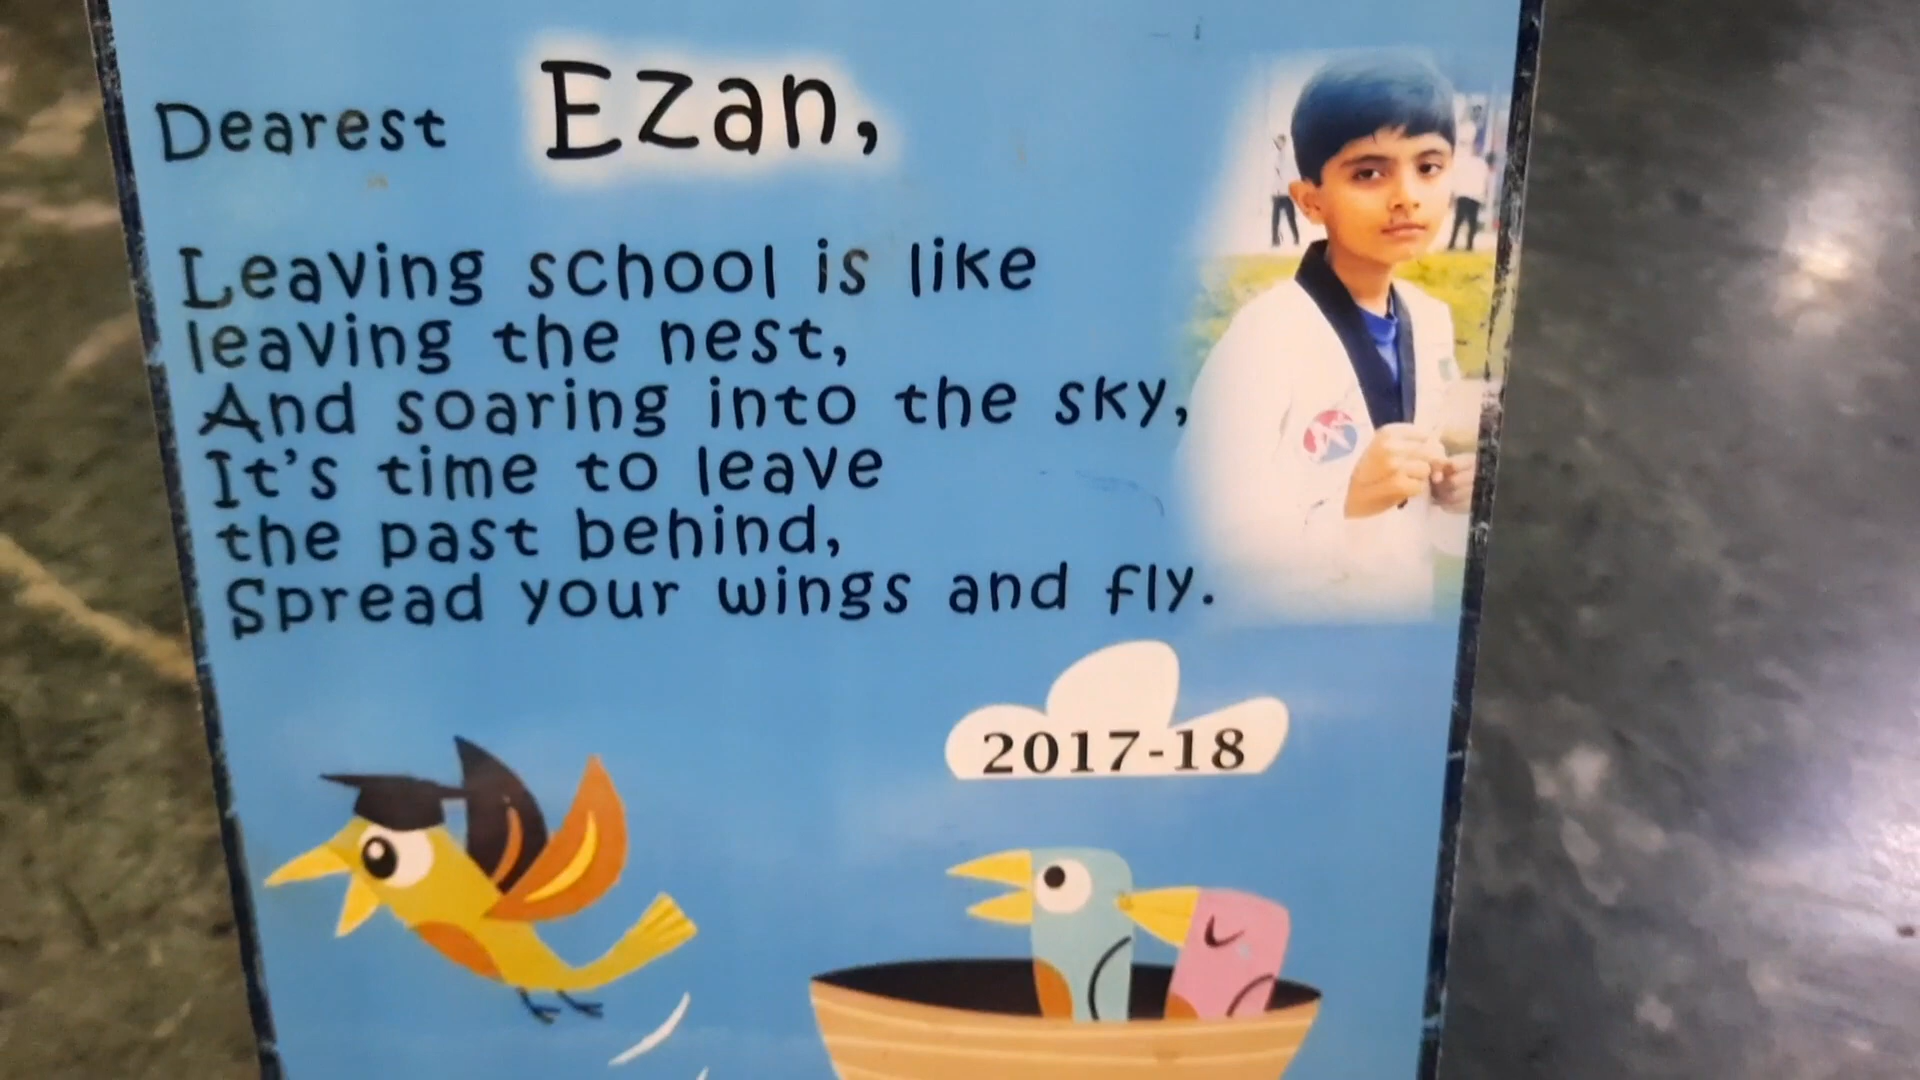 Dearest Ezan,
Leaving school is like
leaving the nest,
And soaring into the sky,
It's time to leave
the past behind,
Spread your wings and fly.
2017-18